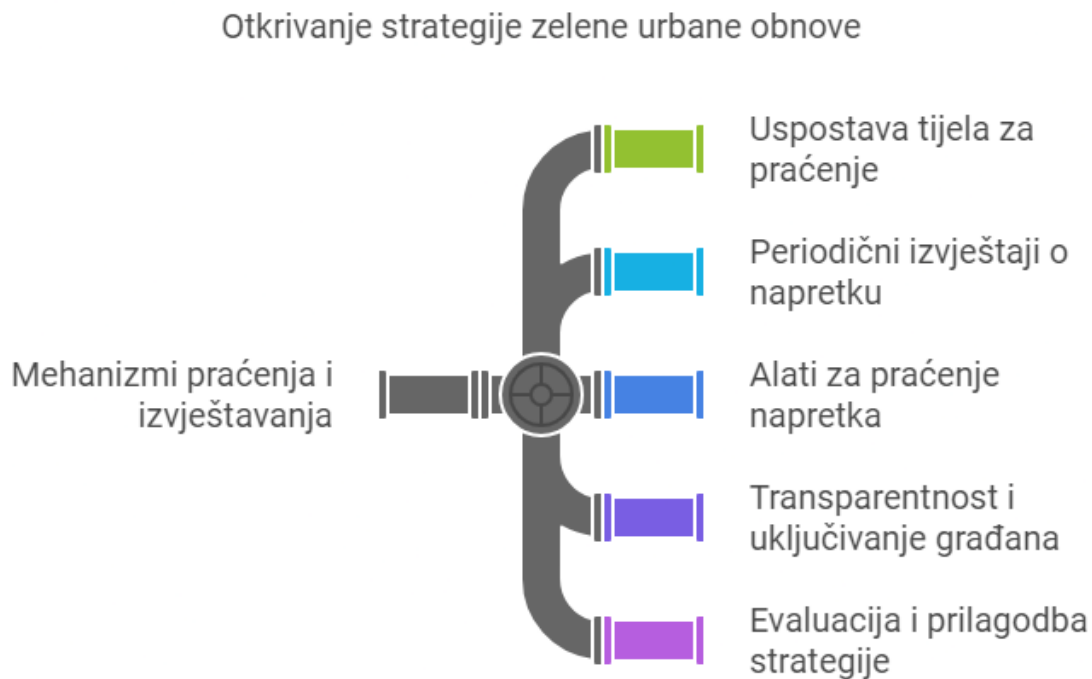 Otkrivanje strategije zelene urbane obnove
Uspostava tijela za
praćenje
Periodični izvještaji o
napretku
Mehanizmi praćenja i
izvještavanja
Alati za praćenje
napretka
Transparentnost i
uključivanje građana
Evaluacija i prilagodba
strategije